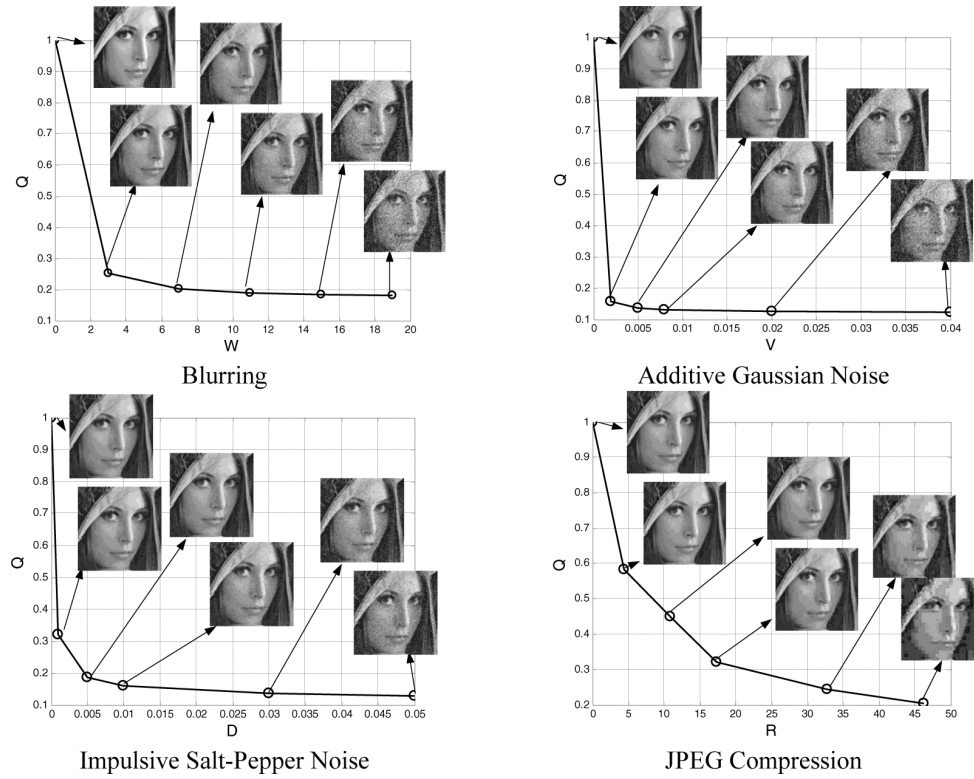 1
0.9
0.8
0.7
0.6
0.5
0.4
0.3
0.2
0.1
Q
0 2 4 6 8 10 12 14 16 18 20
W
Blurring
1
0.9
0.8
0.7
0.6
0.5
0.4
0.3
0.2
0.1
Q
0 0.005 0.01 0.015 0.02 0.025 0.03 0.035 0.04
V
Additive Gaussian Noise
1
0.9
0.8
0.7
0.6
0.5
0.4
0.3
0.2
0.1
Q
0 0.005 0.01 0.015 0.02 0.025 0.03 0.035 0.04 0.045 0.05
D
Impulsive Salt-Pepper Noise
1
0.9
0.8
0.7
0.6
0.5
0.4
0.3
0.2
Q
0 5 10 15 20 25 30 35 40 45 50
R
JPEG Compression